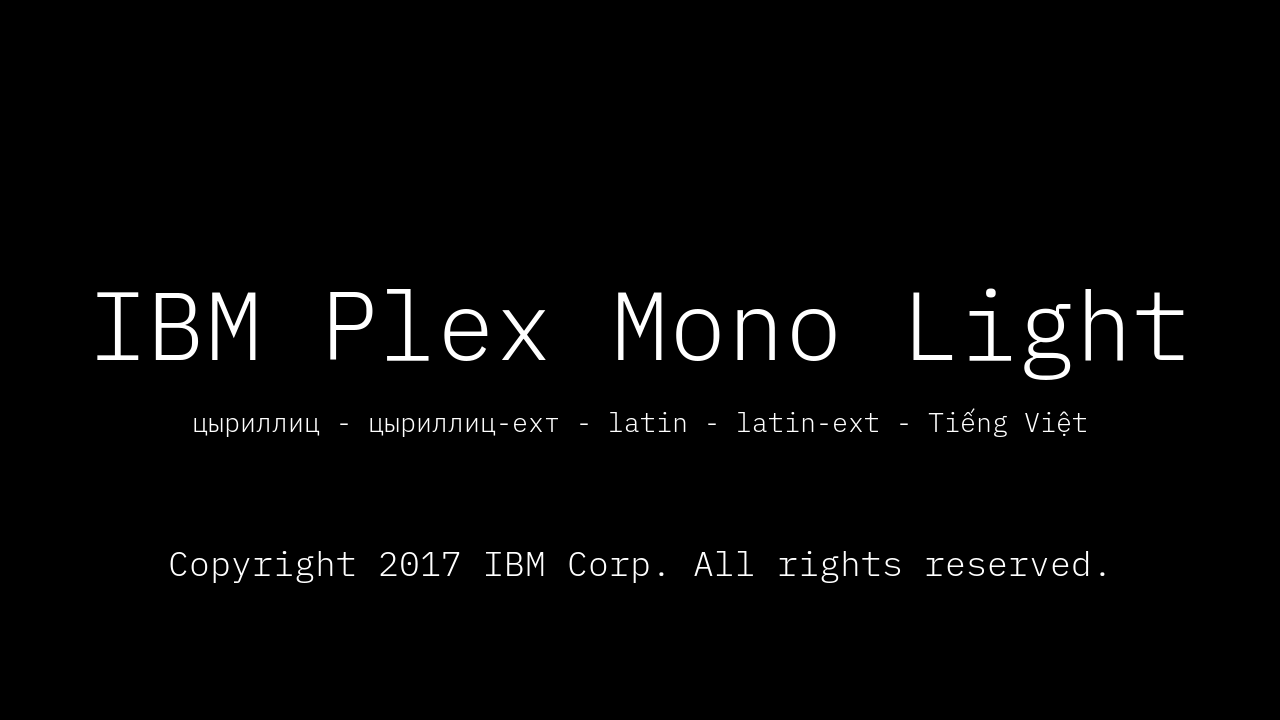 IBM Plex Mono Light
цыриллиц - цыриллиц-ехт - latin - latin-ext - Tiếng Việt
Copyright 2017 IBM Corp. All rights reserved.